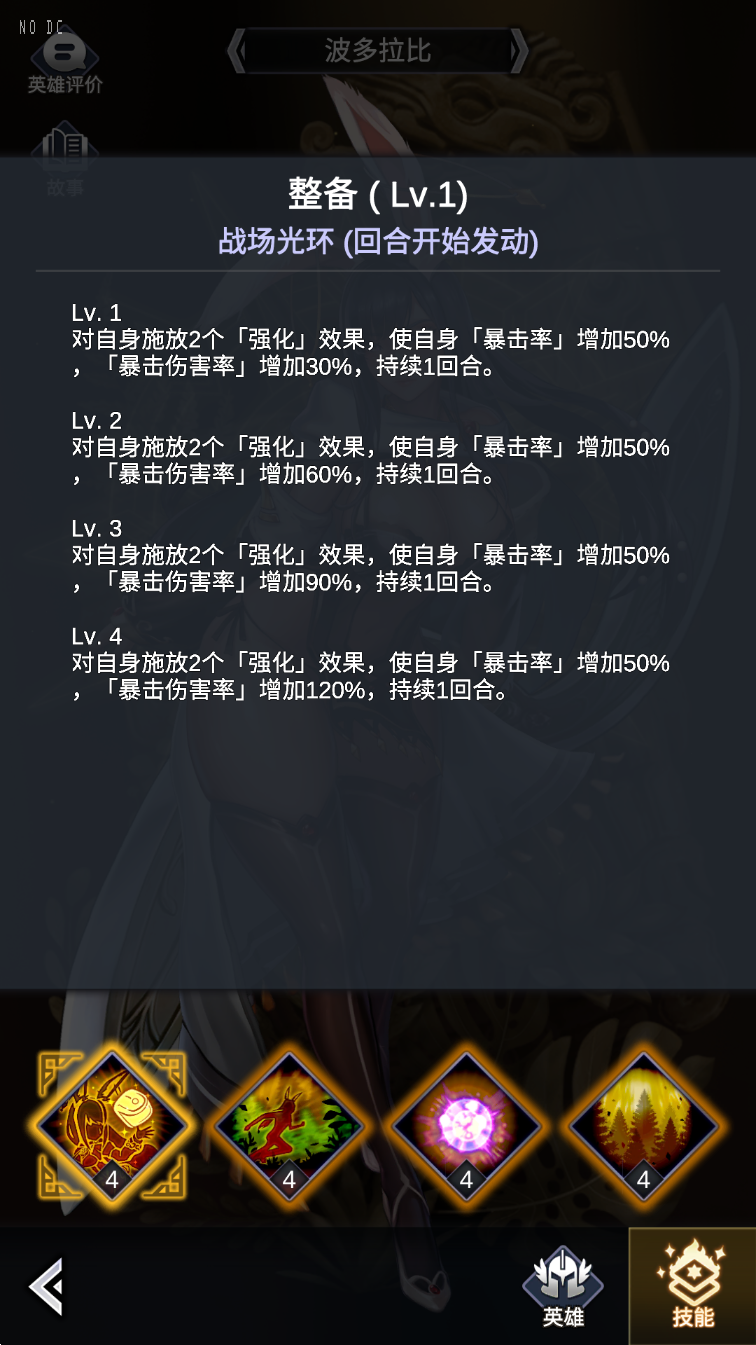 NO DC
波多拉比
英雄评价
故事
整备 ( Lv.1)
战场光环 (回合开始发动)
Lv. 1
对自身施放2个「强化」效果，使自身「暴击率」增加50%
，「暴击伤害率」增加30%，持续1回合。
Lv. 2
对自身施放2个「强化」效果，使自身「暴击率」增加50%
，「暴击伤害率」增加60%，持续1回合。
Lv. 3
对自身施放2个「强化」效果，使自身「暴击率」增加50%
，「暴击伤害率」增加90%，持续1回合。
Lv. 4
对自身施放2个「强化」效果，使自身「暴击率」增加50%
，「暴击伤害率」增加120%，持续1回合。
4 4 4 4
英雄 技能